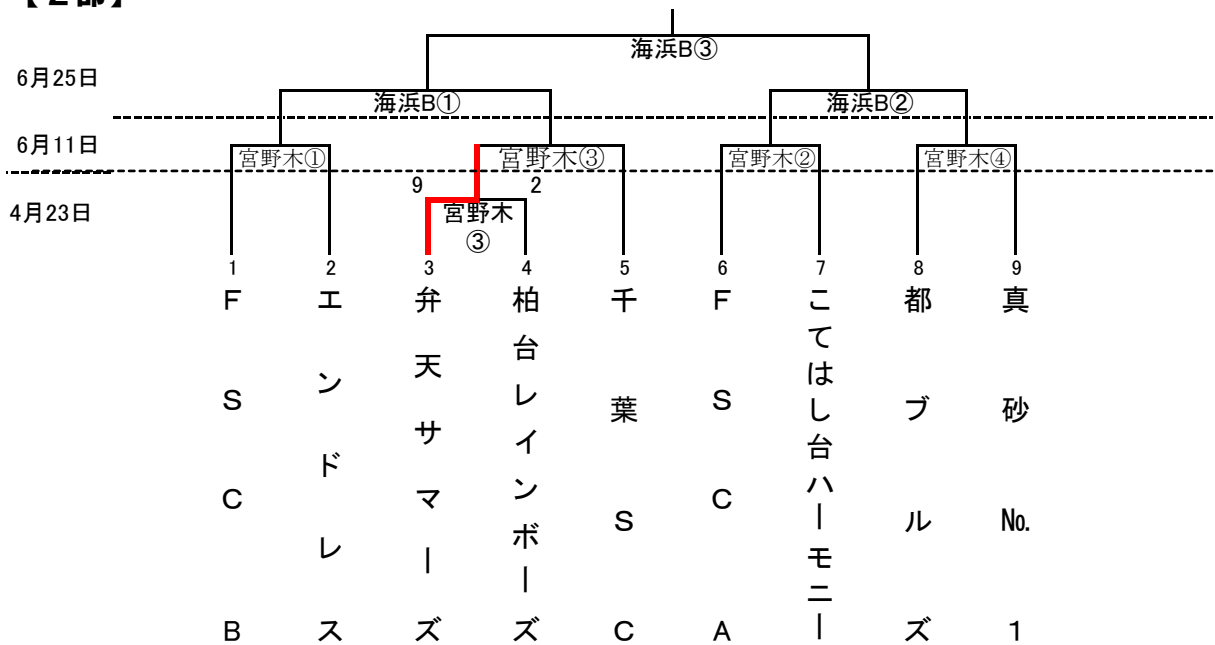 【２部】
海浜B③
6月25日
海浜B①
海浜B②
6月11日
宮野木①
宮野木③
宮野木②
宮野木④
9
2
4月23日
宮野木
③
1
2
3
4
5
6
7
8
9
ＦＳＣＢ
エンドレス
弁天サマーズ
柏台レインボーズ
千葉ＳＣ
ＦＳＣＡ
こてはし台ハーモニー
都ブルズ
真砂№１